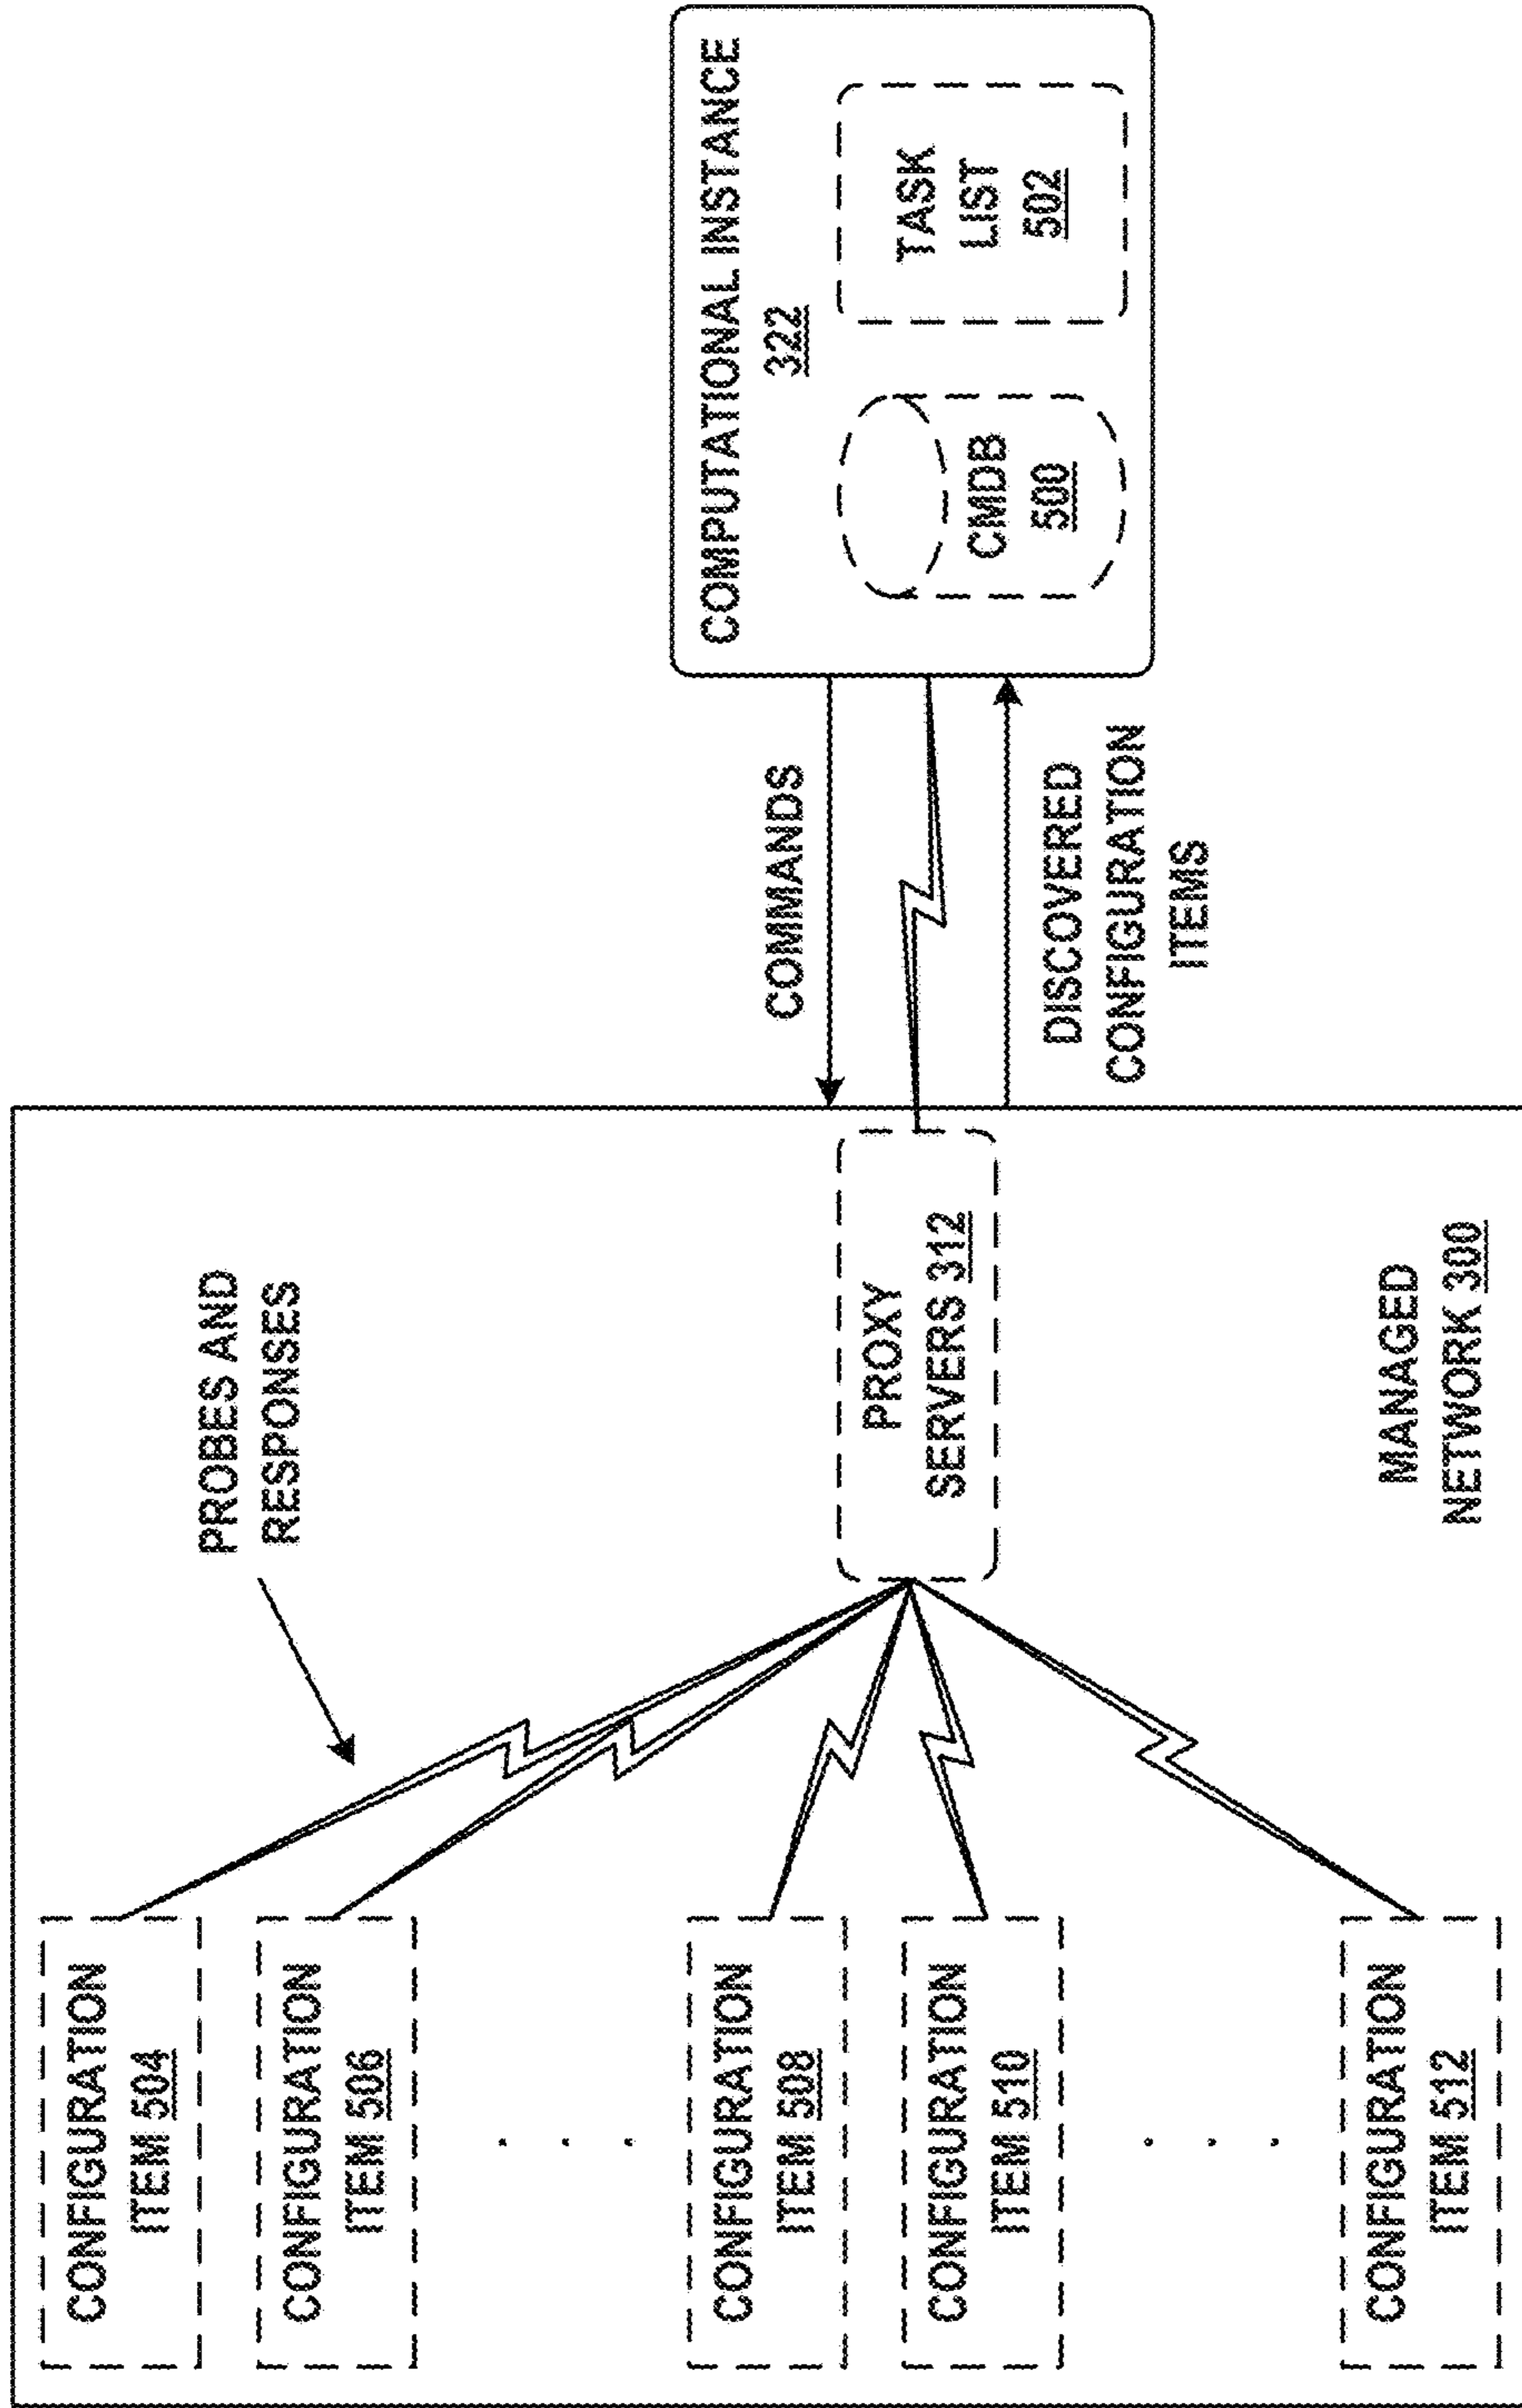 CONFIGURATION
ITEM 504
CONFIGURATION
ITEM 506
. . .
CONFIGURATION
ITEM 508
CONFIGURATION
ITEM 510
. . .
CONFIGURATION
ITEM 512
PROBES AND
RESPONSES
PROXY
SERVERS 312
MANAGED
NETWORK 300
COMMANDS
DISCOVERED
CONFIGURATION
ITEMS
COMPUTATIONAL INSTANCE
322
CMDB
500
TASK
LIST
502